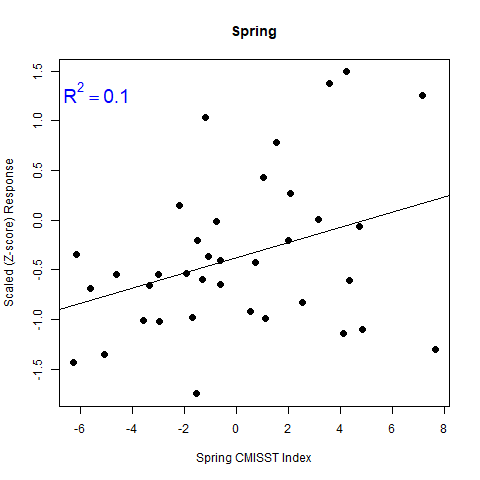 Spring
R² = 0.1
1.5
1.0
0.5
0.0
-0.5
-1.0
-1.5
Scaled (Z-score) Response
-6 -4 -2 0 2 4 6 8
Spring CMISST Index